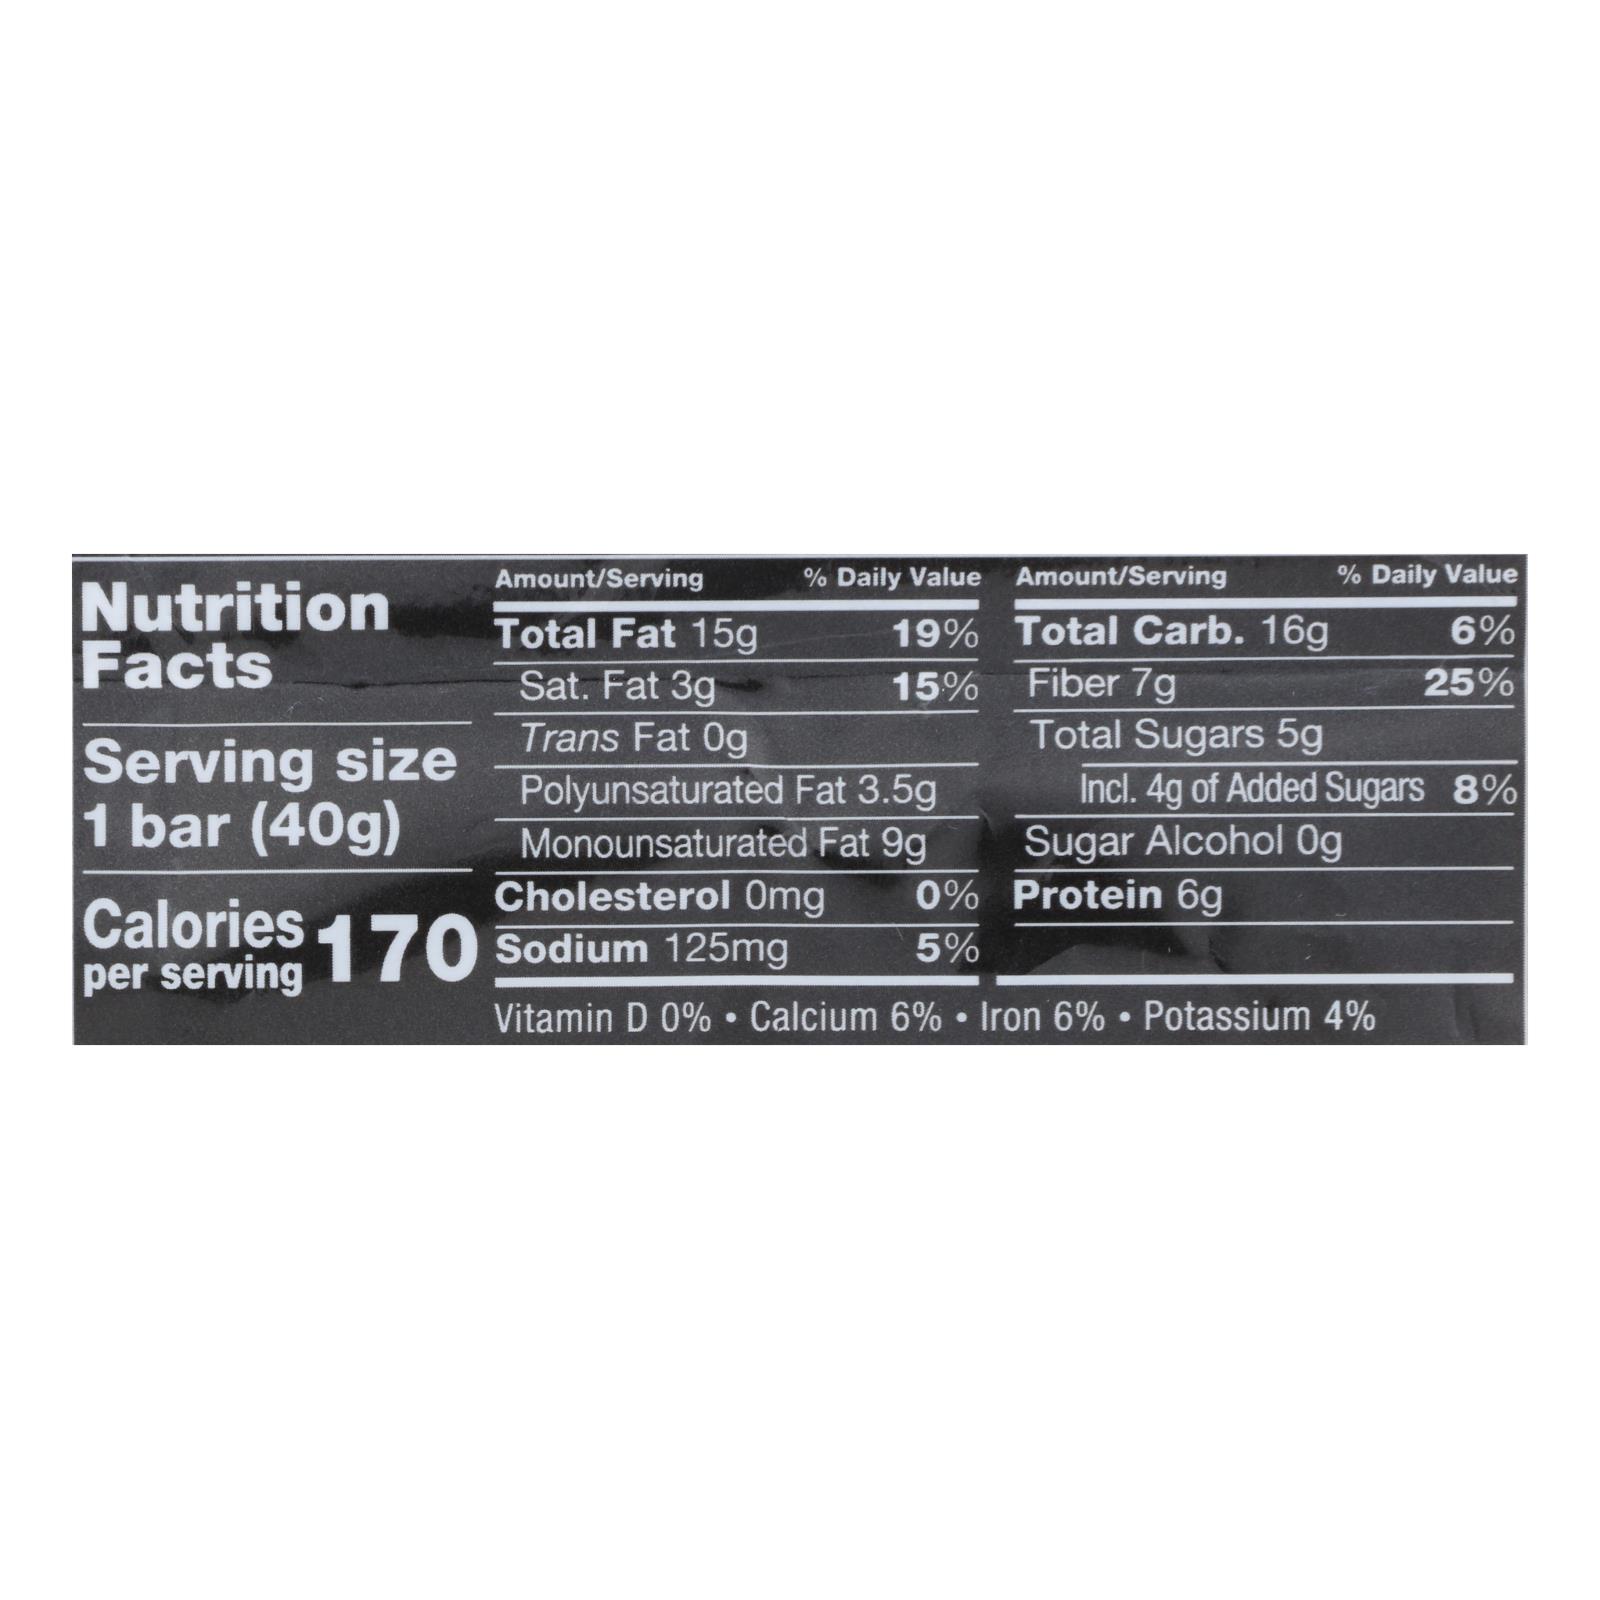 Nutrition
Facts
Serving size
1 bar (40g)
Calories
per serving
170
Amount/Serving % Daily Value
Total Fat 15g 19%
Sat. Fat 3g 15%
Trans Fat 0g
Polyunsaturated Fat 3.5g
Monounsaturated Fat 9g
Cholesterol 0mg 0%
Sodium 125mg 5%
Amount/Serving % Daily Value
Total Carb. 16g 6%
Fiber 7g 25%
Total Sugars 5g
Incl. 4g of Added Sugars 8%
Sugar Alcohol 0g
Protein 6g
Vitamin D 0% • Calcium 6% • Iron 6% • Potassium 4%